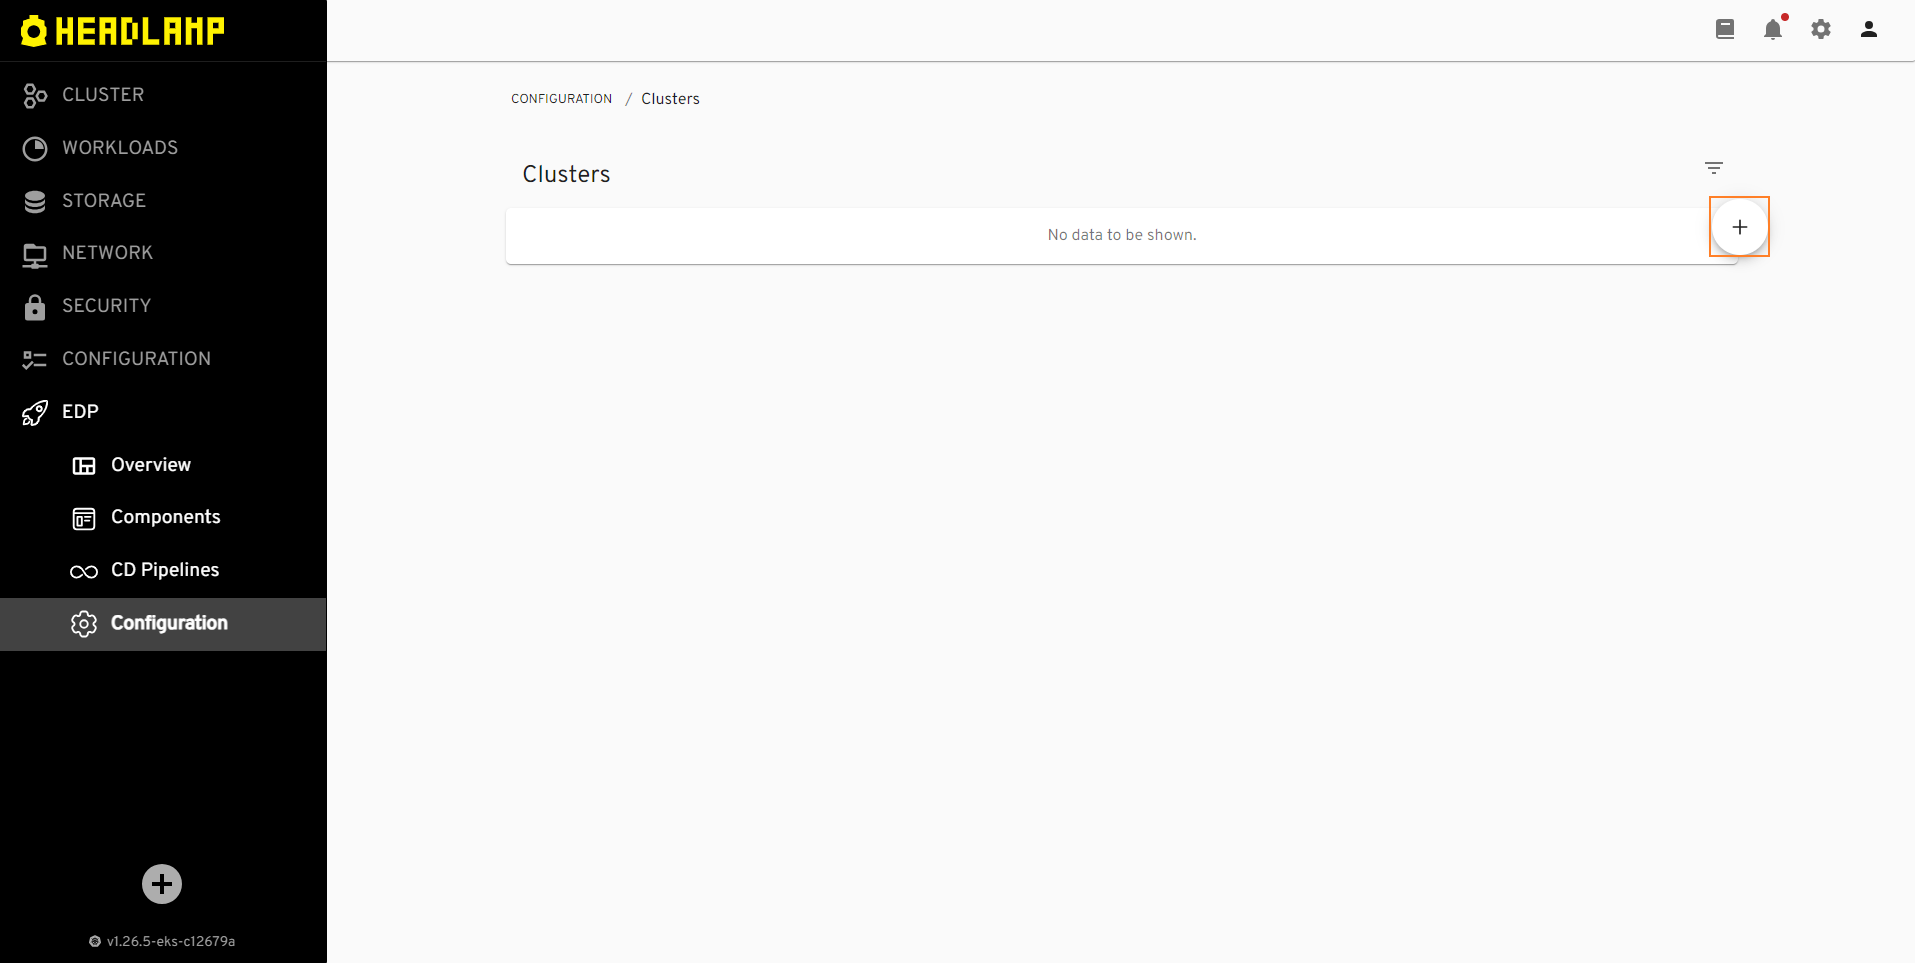 HEADLAMP
CLUSTER
WORKLOADS
STORAGE
NETWORK
SECURITY
CONFIGURATION
EDP
Overview
Components
CD Pipelines
Configuration
v1.26.5-eks-c12679a
CONFIGURATION / Clusters
Clusters
No data to be shown.